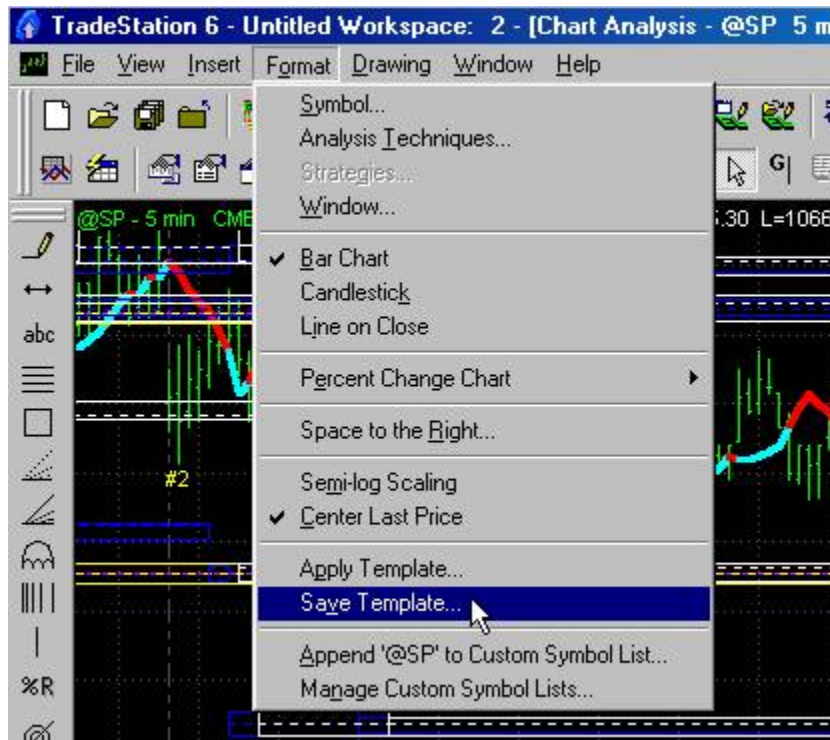 TradeStation 6 - Untitled Workspace: 2 - [Chart Analysis - @SP 5 m
File View Insert Format Drawing Window Help
Symbol...
Analysis Techniques...
Strategies...
Window...
@SP - 5 min CME
.30 L=1066
Bar Chart
Candlestick
Line on Close
abc
Percent Change Chart
Space to the Right...
#2
Semi-log Scaling
Center Last Price
Apply Template...
Save Template...
Append '@SP' to Custom Symbol List...
Manage Custom Symbol Lists...
%R
G